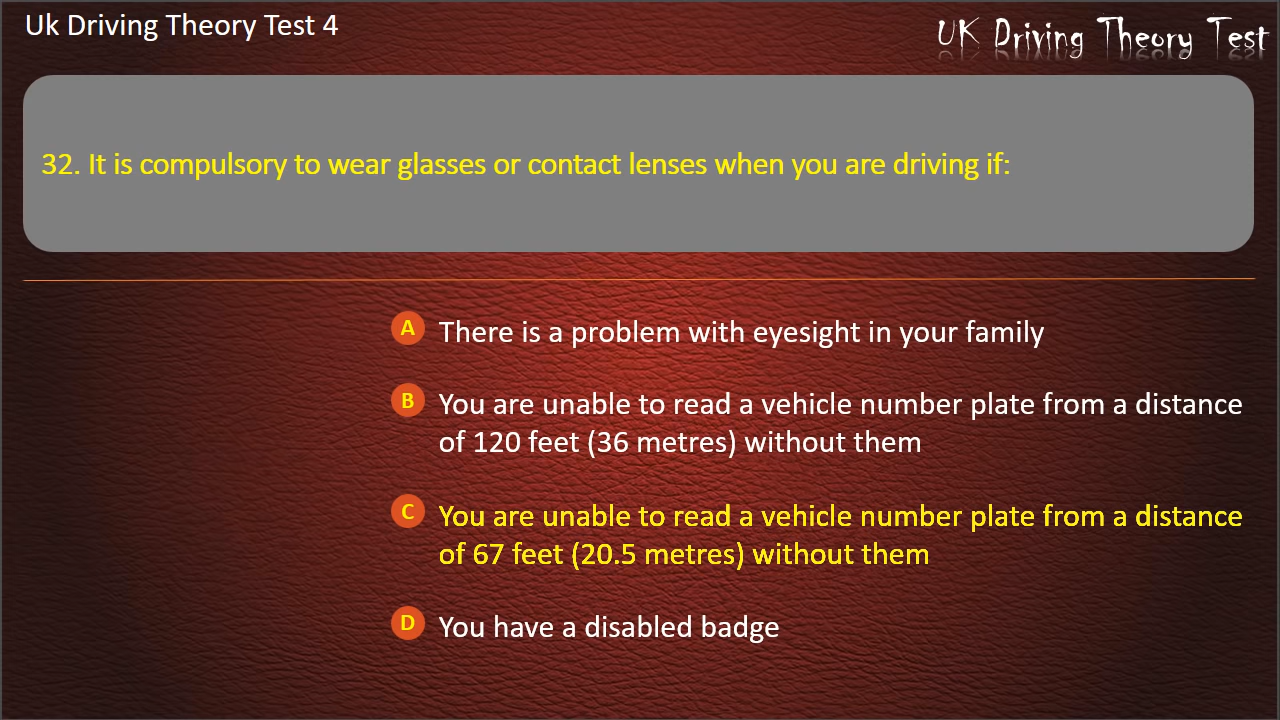 Uk Driving Theory Test 4
UK Driving Theory Test
32. It is compulsory to wear glasses or contact lenses when you are driving if:
A There is a problem with eyesight in your family
B You are unable to read a vehicle number plate from a distance
of 120 feet (36 metres) without them
C You are unable to read a vehicle number plate from a distance
of 67 feet (20.5 metres) without them
D You have a disabled badge